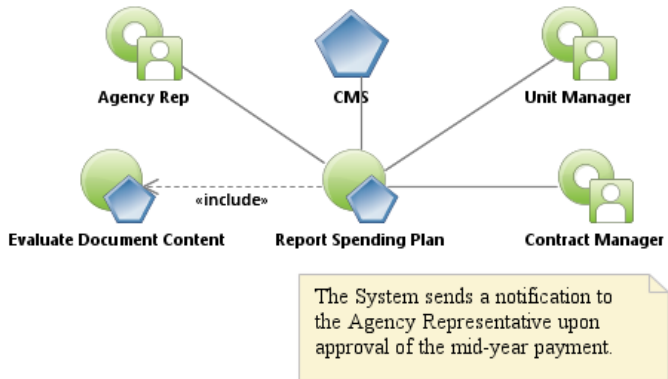 Agency Rep
CMS
Unit Manager
«include»
Evaluate Document Content
Report Spending Plan
Contract Manager
The System sends a notification to
the Agency Representative upon
approval of the mid-year payment.